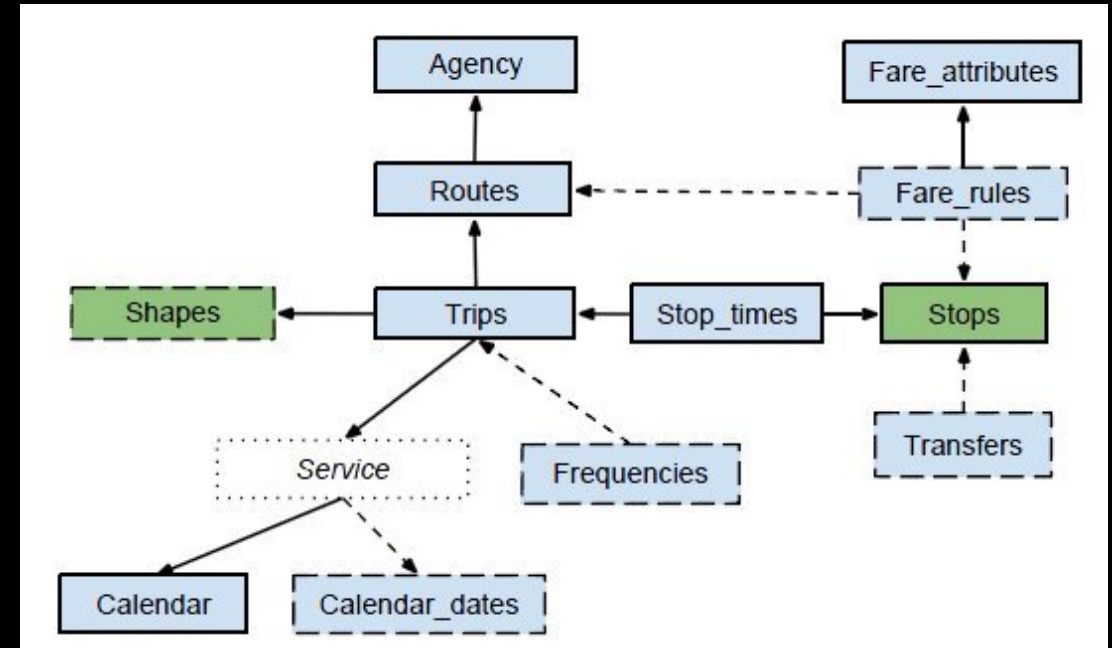 Agency
Fare_attributes
Routes
Fare_rules
Shapes
Trips
Stop_times
Stops
Service
Frequencies
Transfers
Calendar
Calendar_dates